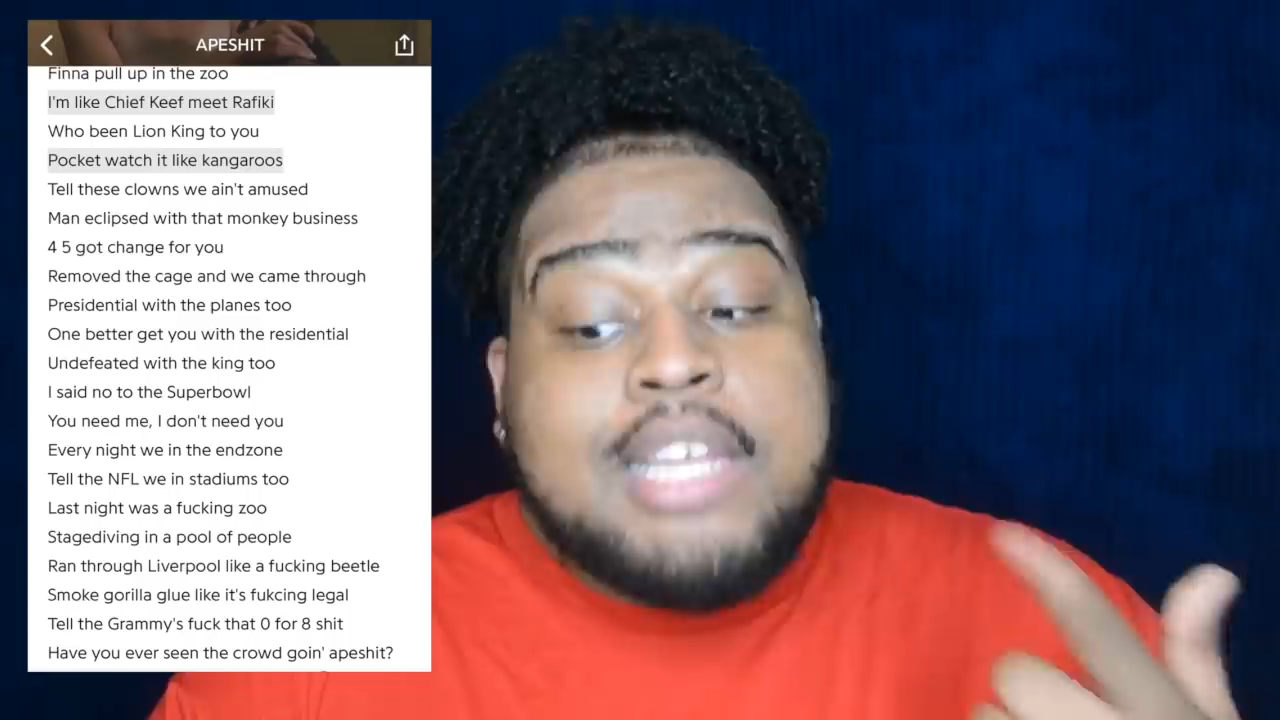 APESHIT
Finna pull up in the zoo
I'm like Chief Keef meet Rafiki
Who been Lion King to you
Pocket watch it like kangaroos
Tell these clowns we ain't amused
Man eclipsed with that monkey business
4 5 got change for you
Removed the cage and we came through
Presidential with the planes too
One better get you with the residential
Undefeated with the king too
I said no to the Superbowl
You need me, I don't need you
Every night we in the endzone
Tell the NFL we in stadiums too
Last night was a fucking zoo
Stagediving in a pool of people
Ran through Liverpool like a fucking beetle
Smoke gorilla glue like it's fukcing legal
Tell the Grammy's fuck that 0 for 8 shit
Have you ever seen the crowd goin' apeshit?